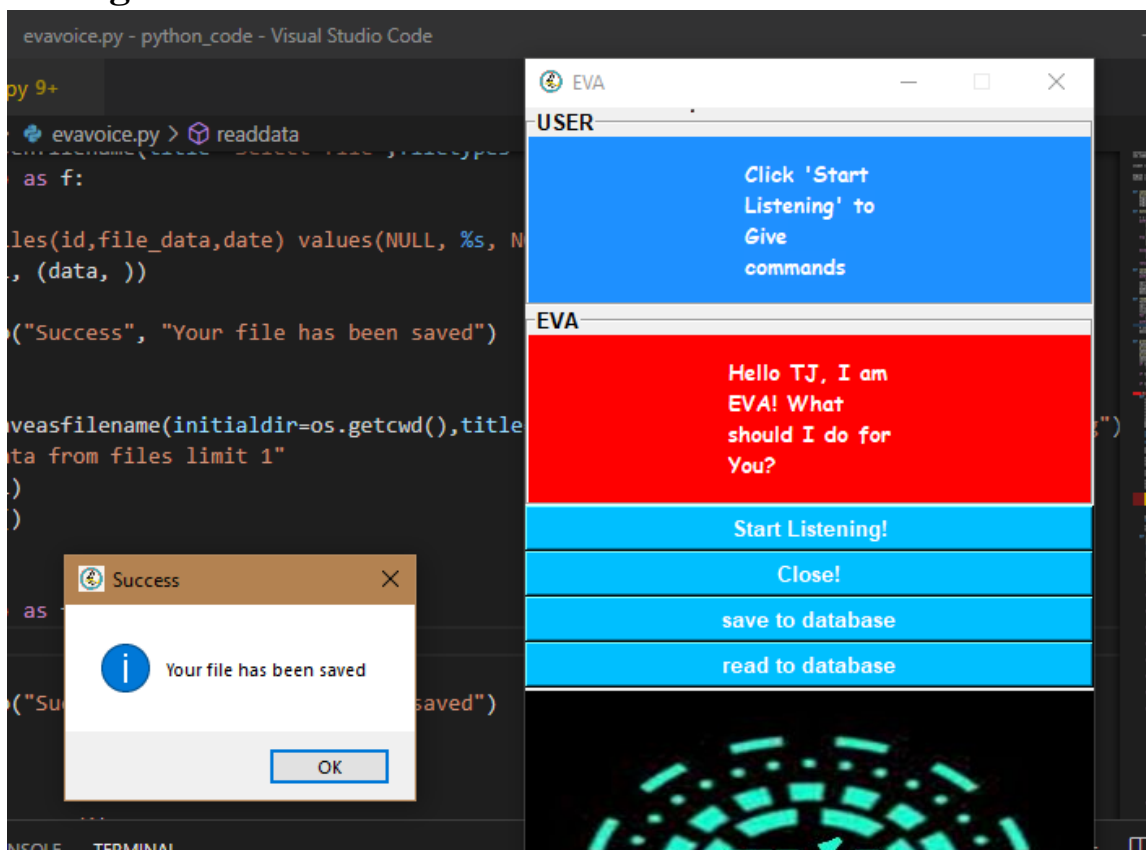 evavoice.py - python_code - Visual Studio Code
py 9+
evavoice.py > readdata
as f:
les(id,file_data,date) values(NULL, %s, N
, (data, ))
("Success", "Your file has been saved")
veasfilename(initialdir=os.getcwd(),title
")
ta from files limit 1"
)
()
as
("Su
saved")
TERMINAL
EVA
USER
Click 'Start
Listening' to
Give
commands
EVA
Hello TJ, I am
EVA! What
should I do for
You?
Start Listening!
Close!
save to database
read to database
Success
Your file has been saved
OK